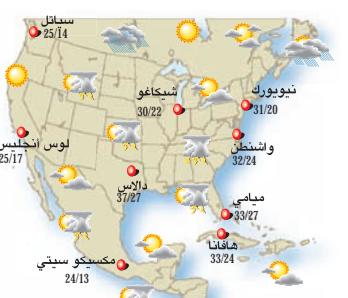 سياتل
25/14
شيكاغو
30/22
نيويورك
31/20
لوس أنجليس
25/17
واشنطن
32/24
دالاس
37/27
ميامي
33/27
هافانا
33/24
مكسيكو سيتي
24/13